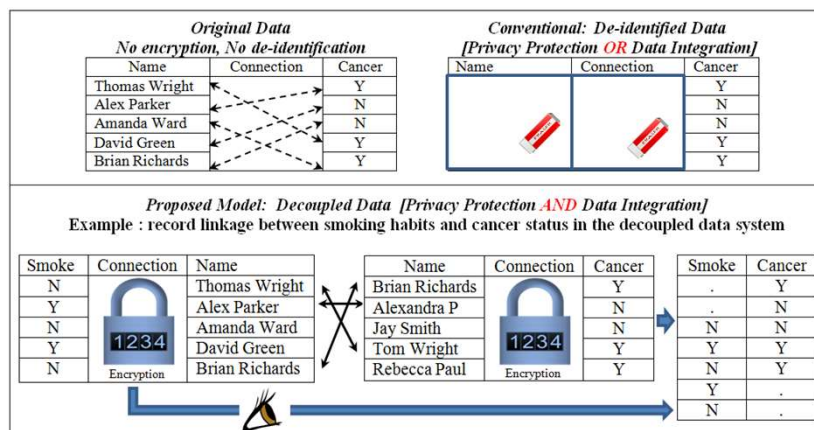 Original Data
No encryption, No de-identification
Name Connection Cancer
Thomas Wright Y
Alex Parker N
Amanda Ward N
David Green Y
Brian Richards Y
Conventional: De-identified Data
[Privacy Protection OR Data Integration]
Name Connection Cancer
Y
N
N
Y
Y
Proposed Model: Decoupled Data [Privacy Protection AND Data Integration]
Example : record linkage between smoking habits and cancer status in the decoupled data system
Smoke Connection Name
N Thomas Wright
Y Alex Parker
N Amanda Ward
Y David Green
N Brian Richards
1234
Encryption
Name Connection Cancer
Brian Richards Y
Alexandra P N
Jay Smith N
Tom Wright Y
Rebecca Paul Y
1234
Encryption
Smoke Cancer
. Y
. N
N N
Y Y
N Y
Y .
N .